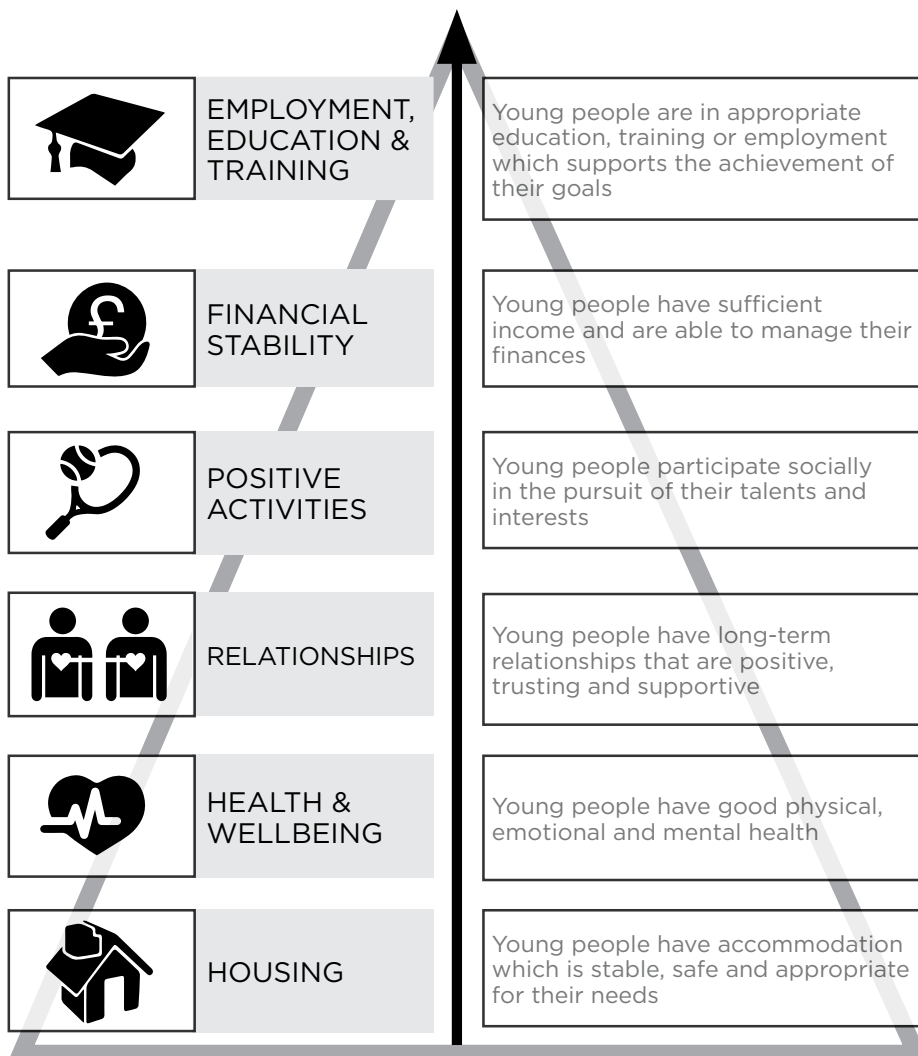 EMPLOYMENT,
EDUCATION &
TRAINING
Young people are in appropriate
education, training or employment
which supports the achievement of
their goals
£
FINANCIAL
STABILITY
Young people have sufficient
income and are able to manage their
finances
POSITIVE
ACTIVITIES
Young people participate socially
in the pursuit of their talents and
interests
RELATIONSHIPS
Young people have long-term
relationships that are positive,
trusting and supportive
HEALTH &
WELLBEING
Young people have good physical,
emotional and mental health
HOUSING
Young people have accommodation
which is stable, safe and appropriate
for their needs